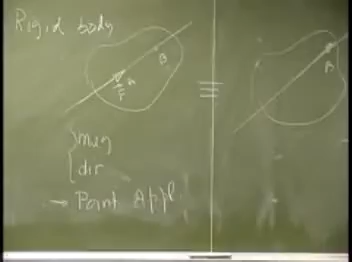 Rigid body
B
A
F
mag
dir
→ Point Appl.
B